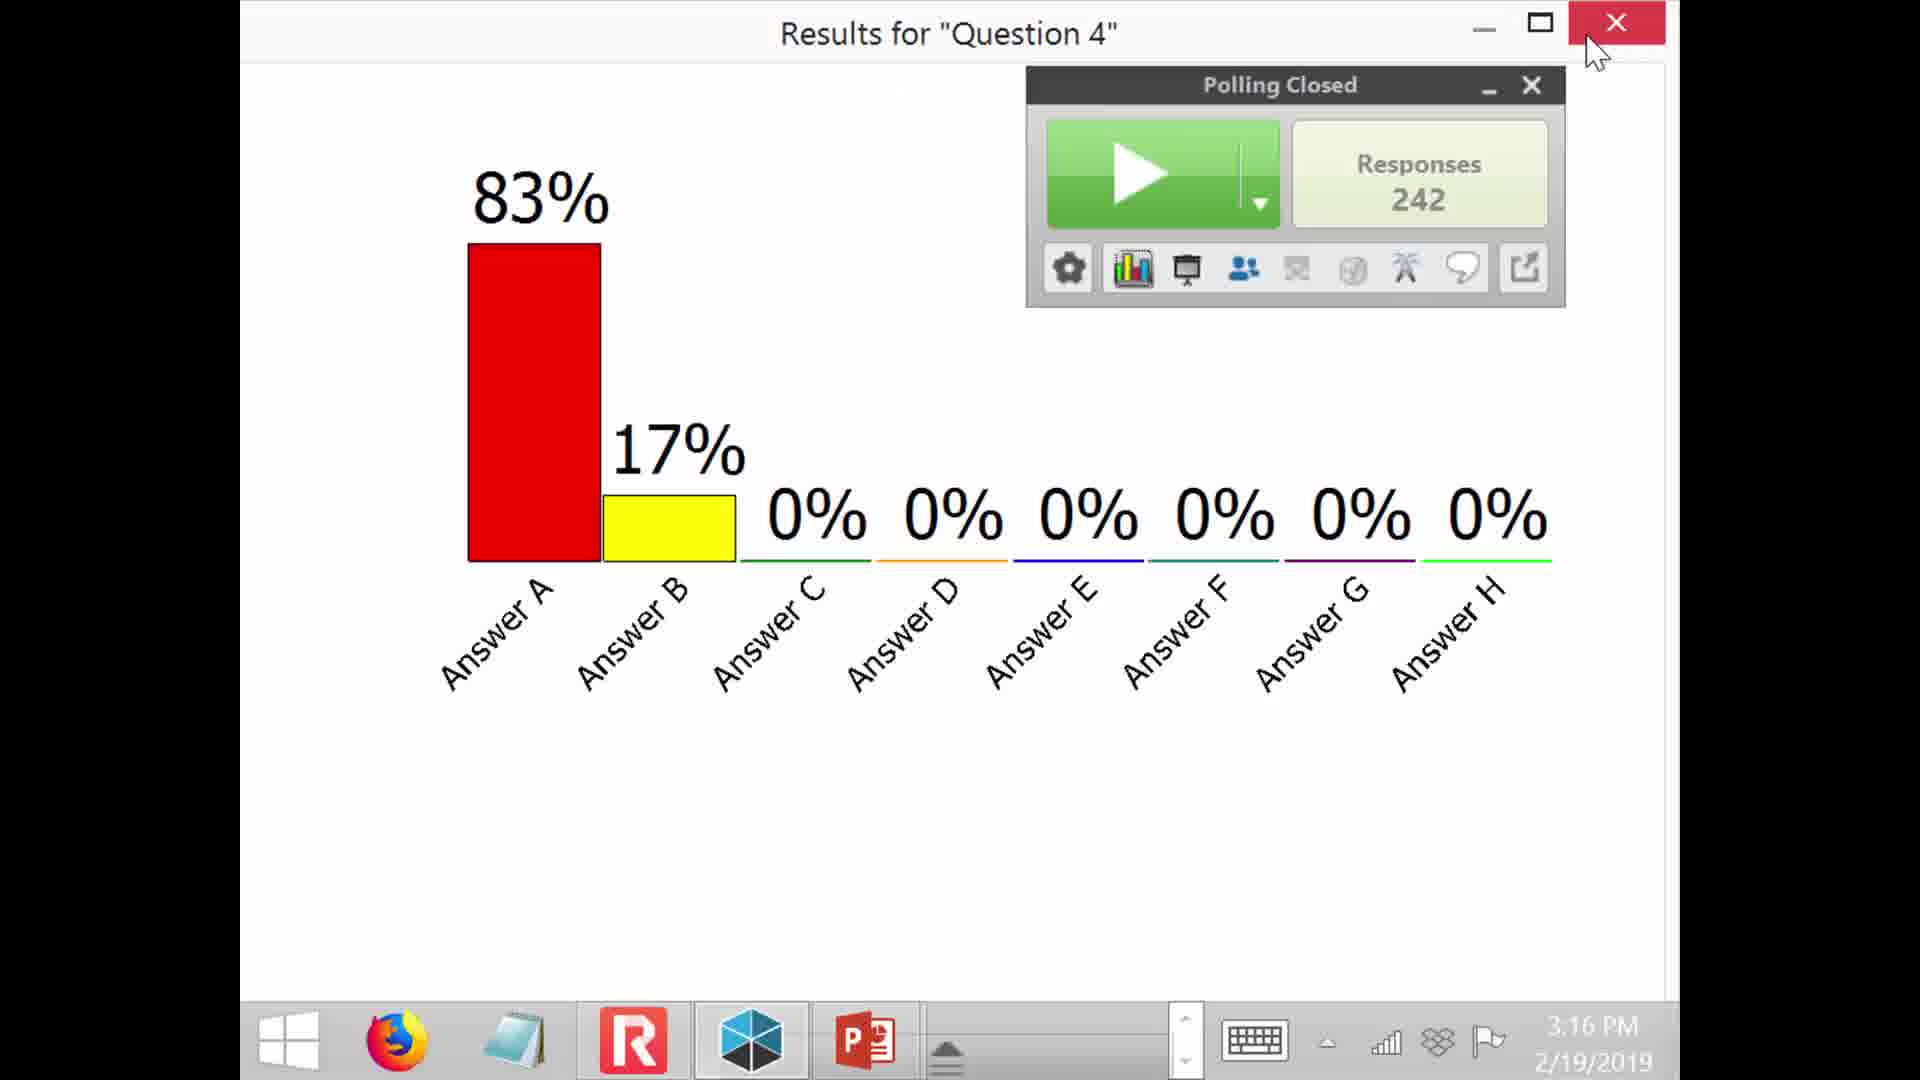 Results for "Question 4"
Polling Closed
Responses
242
83%
17%
0%
0%
0%
0%
0%
0%
Answer A
Answer B
Answer C
Answer D
Answer E
Answer F
Answer G
Answer H
R
P
3:16 PM
2/19/2019